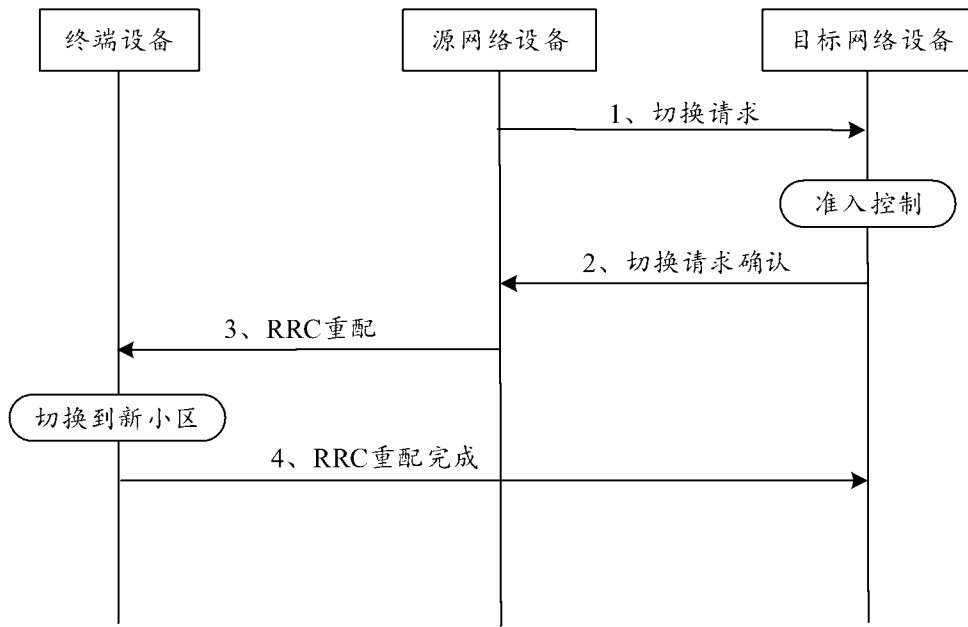 终端设备
源网络设备
目标网络设备
1、切换请求
准入控制
2、切换请求确认
3、RRC重配
切换到新小区
4、RRC重配完成